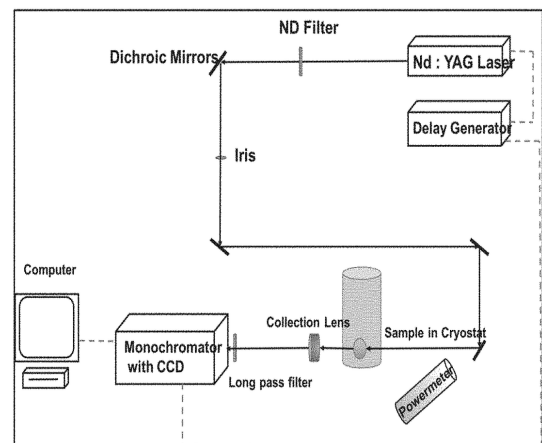 ND Filter
Dichroic Mirrors
Nd : YAG Laser
Delay Generator
Iris
Computer
Collection Lens
Sample in Cryostat
Monochromator
with CCD
Long pass filter
Powermeter